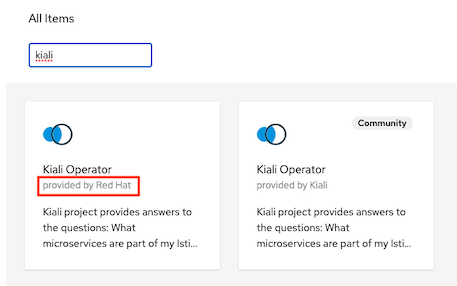 All Items
kiali
Community
Kiali Operator
provided by Red Hat
Kiali project provides answers to
the questions: What
microservices are part of my Isti...
Kiali Operator
provided by Kiali
Kiali project provides answers to
the questions: What
microservices are part of my Isti...